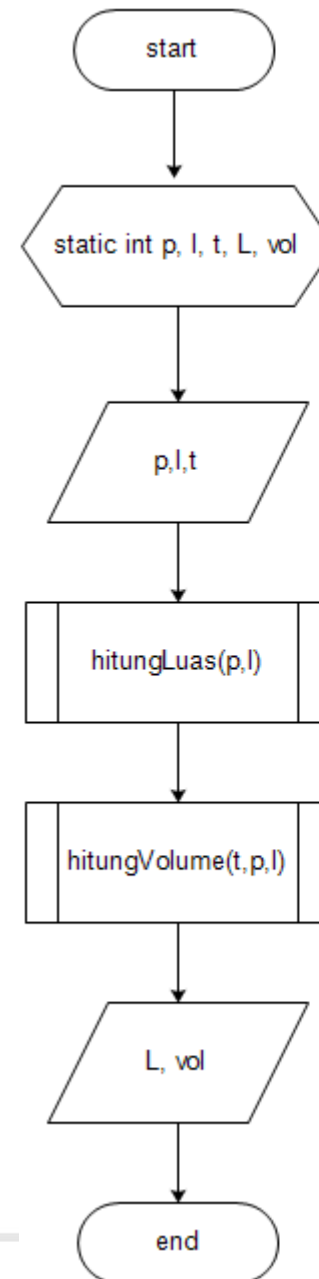 start
static int p, l, t, L, vol
p,l,t
hitungLuas(p,l)
hitungVolume(t,p,l)
L, vol
end